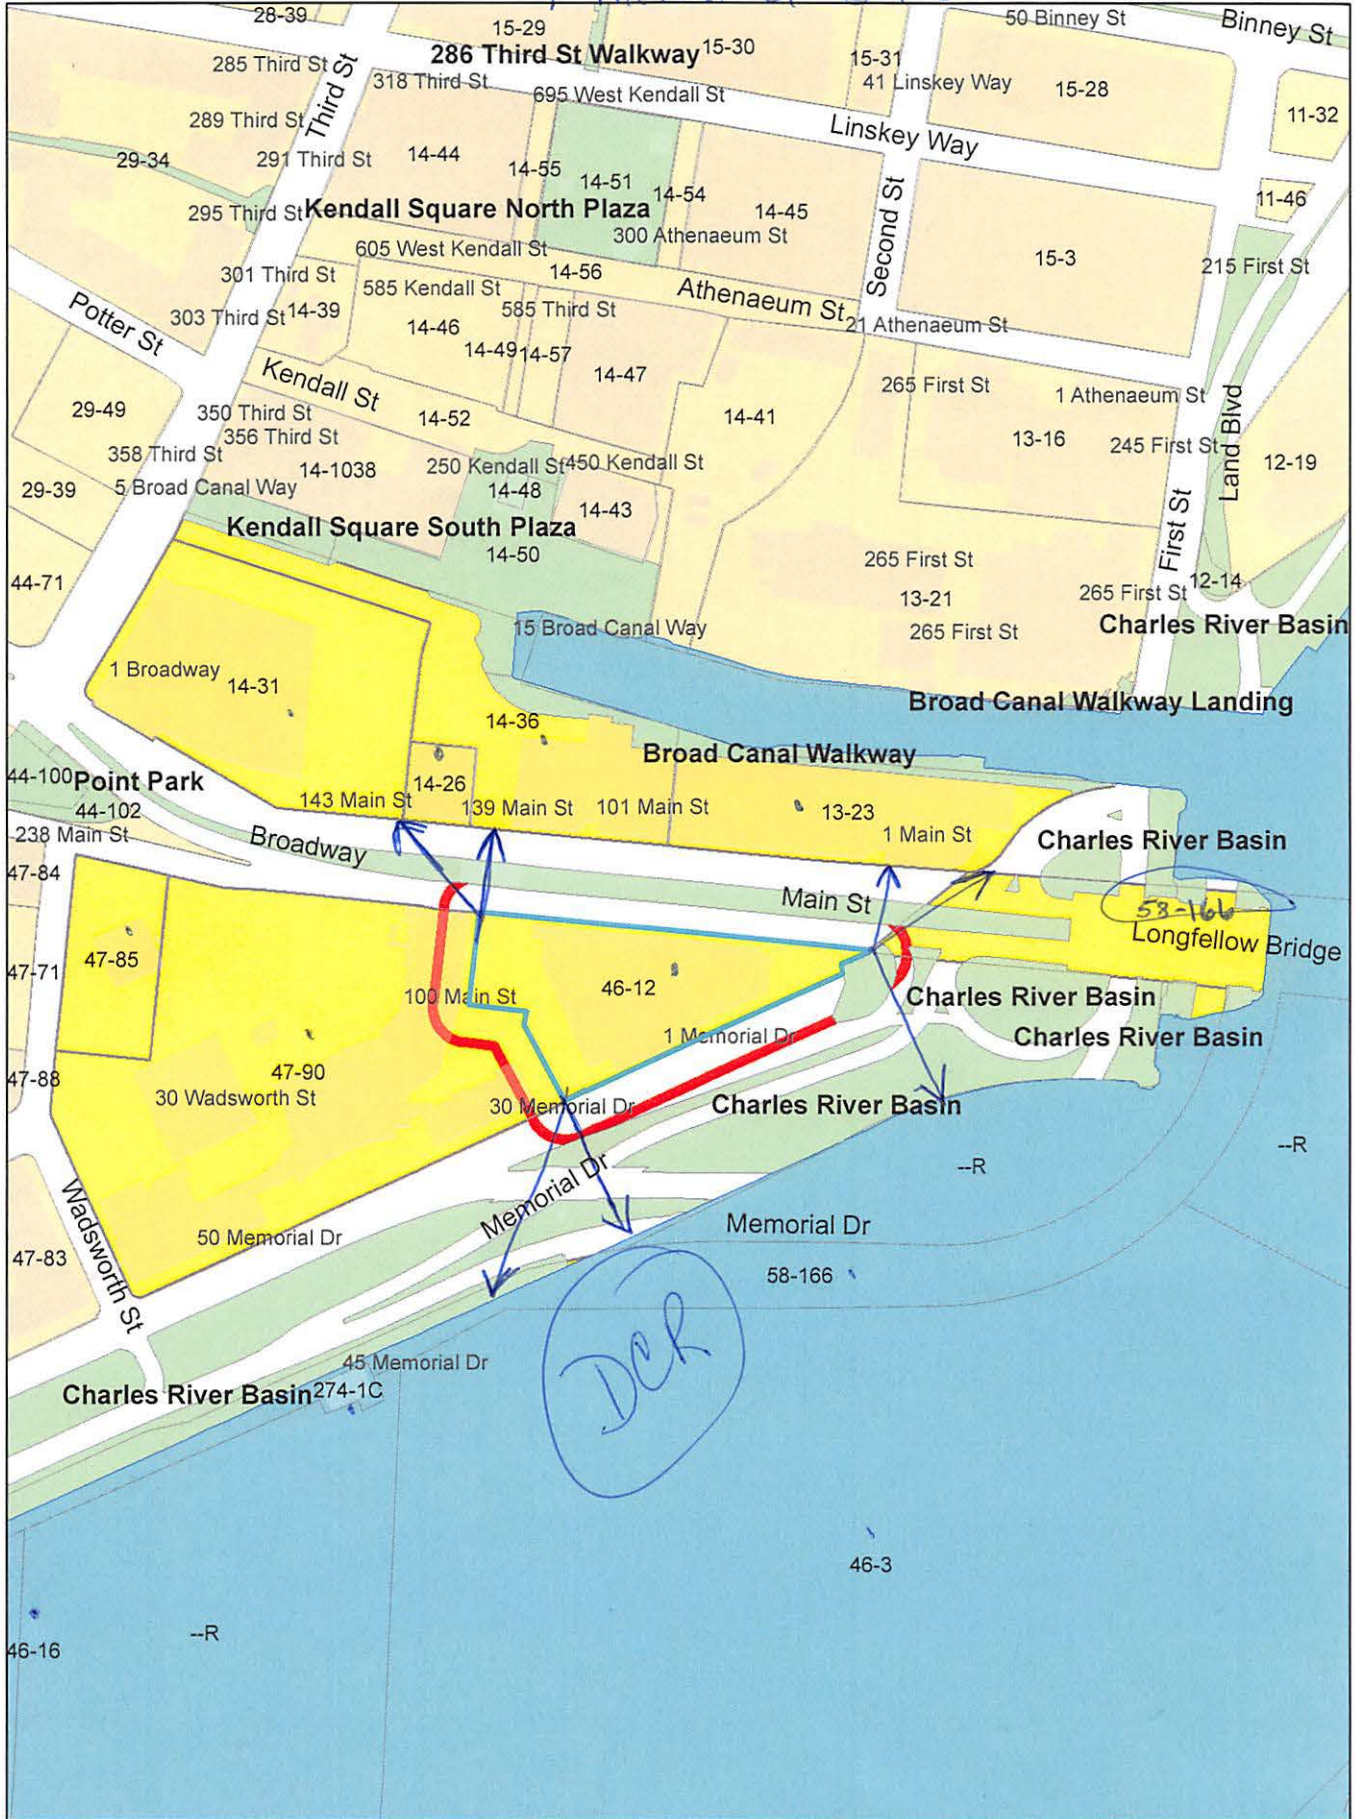 28-39
15-29
50 Binney St
Binney St
285 Third St
Third St
286 Third St Walkway
15-30
15-31
318 Third St
695 West Kendall St
41 Linskey Way
15-28
11-32
289 Third St
Linskey Way
29-34
291 Third St
14-44
14-55
14-51
14-54
14-45
Second St
11-46
295 Third St
Kendall Square North Plaza
300 Athenaeum St
605 West Kendall St
15-3
215 First St
301 Third St
14-56
585 Kendall St
585 Third St
Athenaeum St
Potter St
303 Third St
14-39
14-46
21 Athenaeum St
14-49
14-57
14-47
Kendall St
265 First St
1 Athenaeum St
29-49
350 Third St
14-52
14-41
356 Third St
13-16
245 First St
Land Blvd
358 Third St
14-1038
250 Kendall St
450 Kendall St
12-19
29-39
5 Broad Canal Way
14-48
14-43
First St
Kendall Square South Plaza
14-50
265 First St
44-71
13-21
265 First St
12-14
15 Broad Canal Way
265 First St
Charles River Basin
1 Broadway
14-31
14-36
Broad Canal Walkway Landing
Broad Canal Walkway
44-100
Point Park
14-26
44-102
143 Main St
139 Main St
101 Main St
13-23
1 Main St
238 Main St
Broadway
Charles River Basin
47-84
Main St
58-166
Longfellow Bridge
47-85
47-71
100 Main St
46-12
Charles River Basin
1 Memorial Dr
Charles River Basin
47-88
47-90
30 Wadsworth St
30 Memorial Dr
Charles River Basin
--R
--R
Memorial Dr
Wadsworth St
50 Memorial Dr
Memorial Dr
47-83
58-166
DCR
45 Memorial Dr
Charles River Basin
274-1C
46-3
--R
46-16